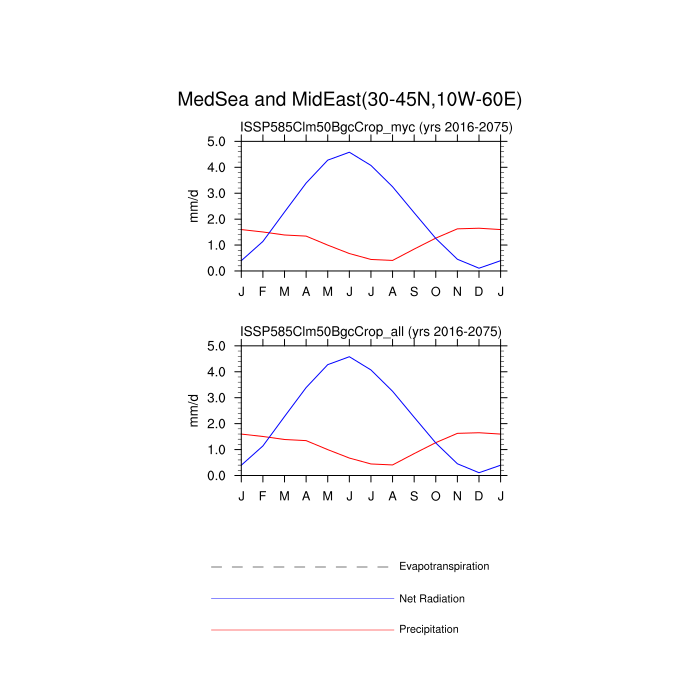 MedSea and MidEast(30-45N,10W-60E)
ISSP585Clm50BgcCrop_myc (yrs 2016-2075)
5.0
4.0
3.0
2.0
1.0
0.0
mm/d
J F M A M J J A S O N D J
ISSP585Clm50BgcCrop_all (yrs 2016-2075)
5.0
4.0
3.0
2.0
1.0
0.0
mm/d
J F M A M J J A S O N D J
Evapotranspiration
Net Radiation
Precipitation